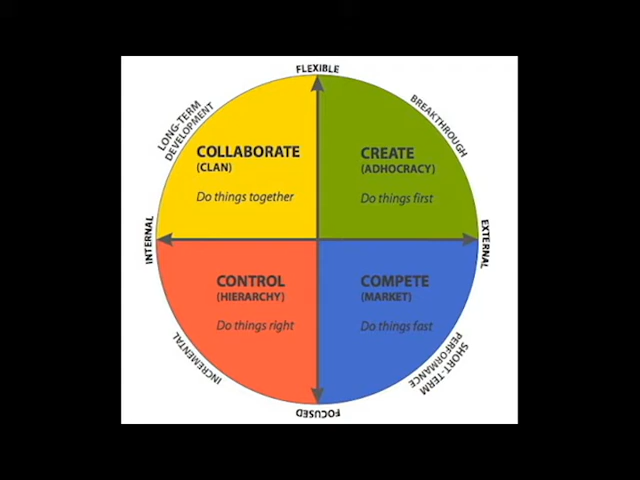 FLEXIBLE
LONG-TERM
DEVELOPMENT
BREAKTHROUGH
COLLABORATE
(CLAN)
Do things together
CREATE
(ADHOCRACY)
Do things first
INTERNAL
EXTERNAL
CONTROL
(HIERARCHY)
Do things right
COMPETE
(MARKET)
Do things fast
INCREMENTAL
SHORT-TERM
PERFORMANCE
FOCUSED